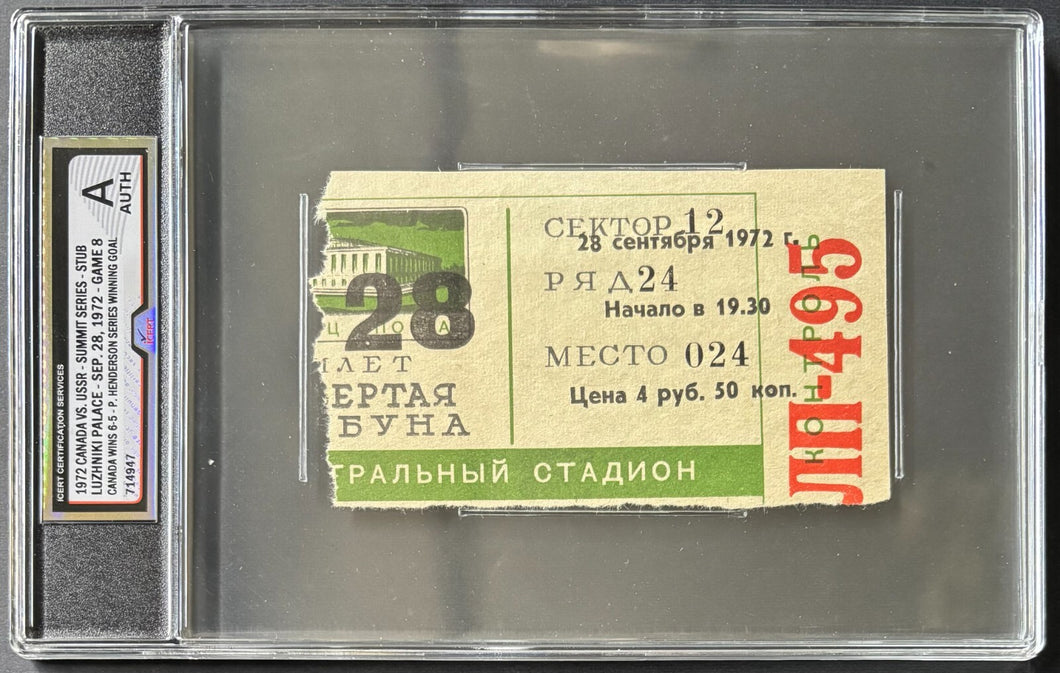 ICERT CERTIFICATION SERVICES
1972 CANADA VS. USSR - SUMMIT SERIES - STUB
LUZHNIKI PALACE - SEP. 28, 1972 - GAME 8
CANADA WINS 6-5 - P. HENDERSON SERIES WINNING GOAL
714947
A
AUTH
ICERT
28
ИЛЕТ
ЕРТАЯ
БУНА
СЕКТОР 12
28 сентября 1972 г.
РЯД 24
Начало в 19.30
МЕСТО 024
Цена 4 руб. 50 коп.
ТРАЛЬНЫЙ СТАДИОН
КОНТРОЛЬ
ЛП-495